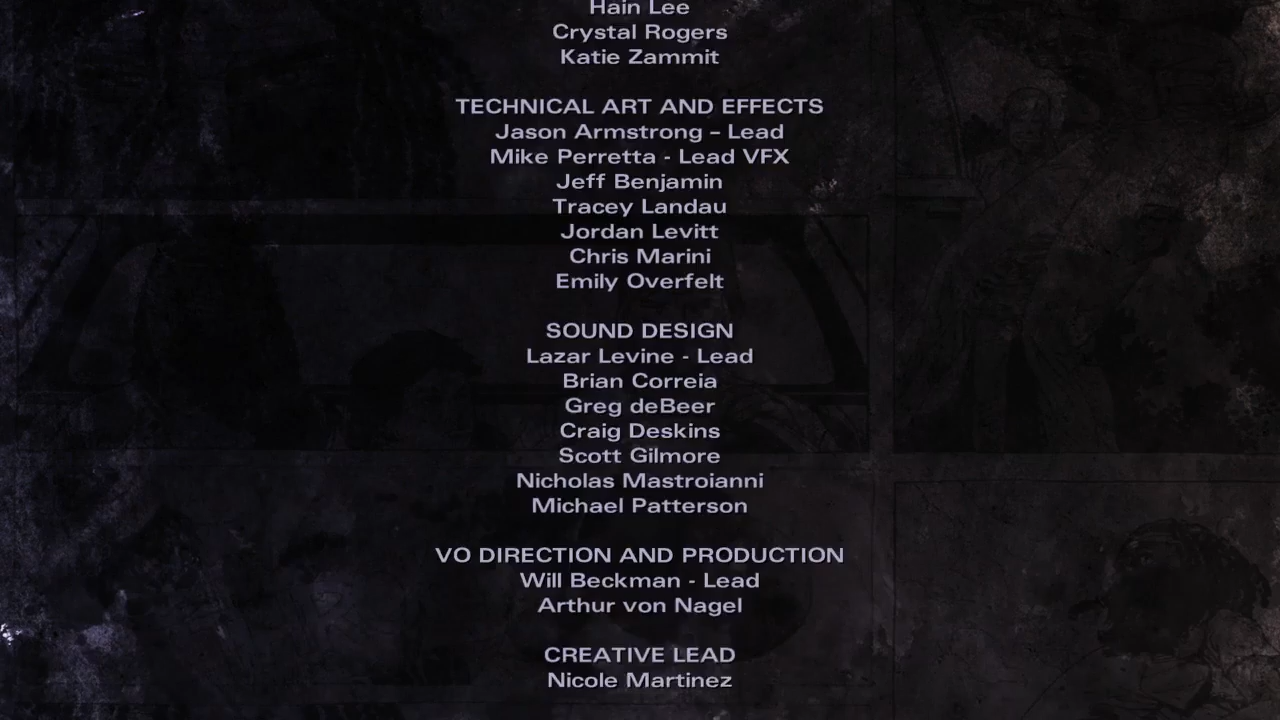 Hain Lee
Crystal Rogers
Katie Zammit
TECHNICAL ART AND EFFECTS
Jason Armstrong – Lead
Mike Perretta - Lead VFX
Jeff Benjamin
Tracey Landau
Jordan Levitt
Chris Marini
Emily Overfelt
SOUND DESIGN
Lazar Levine - Lead
Brian Correia
Greg deBeer
Craig Deskins
Scott Gilmore
Nicholas Mastroianni
Michael Patterson
VO DIRECTION AND PRODUCTION
Will Beckman - Lead
Arthur von Nagel
CREATIVE LEAD
Nicole Martinez